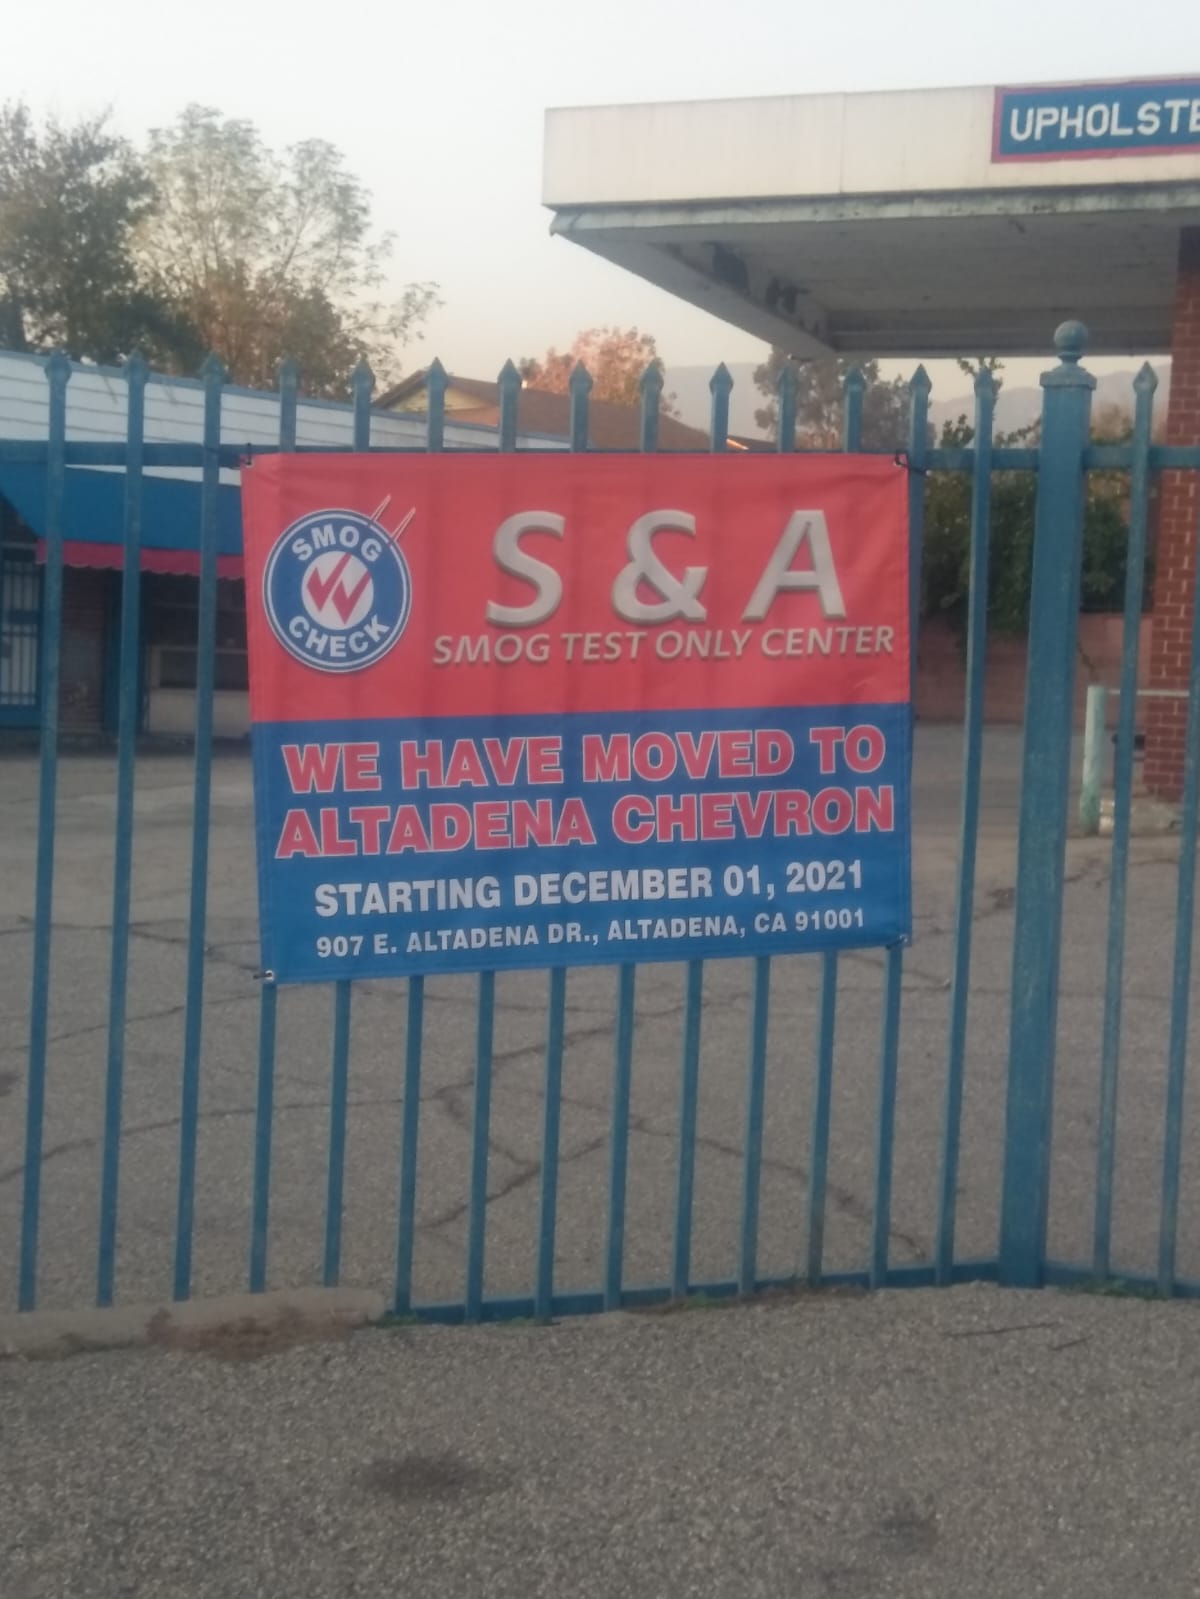 UPHOLSTE
SMOG
CHECK
S & A
SMOG TEST ONLY CENTER
WE HAVE MOVED TO
ALTADENA CHEVRON
STARTING DECEMBER 01, 2021
907 E. ALTADENA DR., ALTADENA, CA 91001